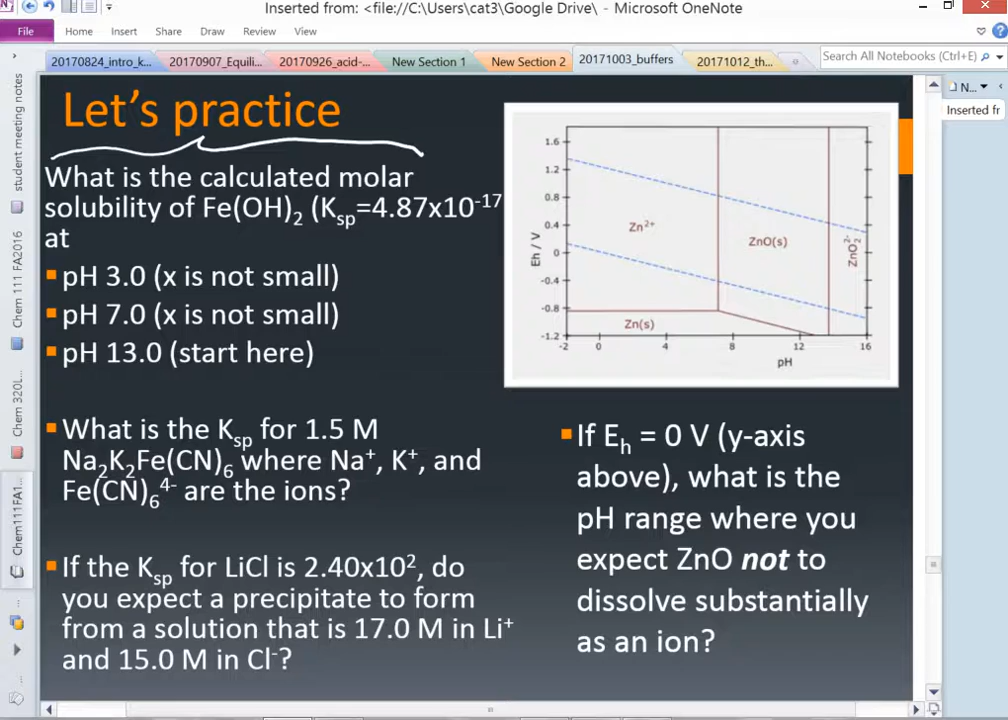 Inserted from: <file://C:\Users\cat3\Google Drive\ - Microsoft OneNote
File
Home
Insert
Share
Draw
Review
View
20170824_intro_k...
20170907_Equili...
20170926_acid-...
New Section 1
New Section 2
20171003_buffers
20171012_th...
Search All Notebooks (Ctrl+E)
N...
Inserted fr
student meeting notes
Chem 111 FA2016
Chem 320L
Chem111FA1
Let's practice
What is the calculated molar
solubility of Fe(OH)₂ (Kₛₚ=4.87x10⁻¹⁷
at
pH 3.0 (x is not small)
pH 7.0 (x is not small)
pH 13.0 (start here)
What is the Kₛₚ for 1.5 M
Na₂K₂Fe(CN)₆ where Na⁺, K⁺, and
Fe(CN)₆⁴⁻ are the ions?
If the Kₛₚ for LiCl is 2.40x10², do
you expect a precipitate to form
from a solution that is 17.0 M in Li⁺
and 15.0 M in Cl⁻?
Eh / V
1.6
1.2
0.8
0.4
0
-0.4
-0.8
-1.2
Zn²⁺
ZnO(s)
ZnO₂²⁻
Zn(s)
-2 0 4 8 12 16
pH
If Eₕ = 0 V (y-axis
above), what is the
pH range where you
expect ZnO not to
dissolve substantially
as an ion?